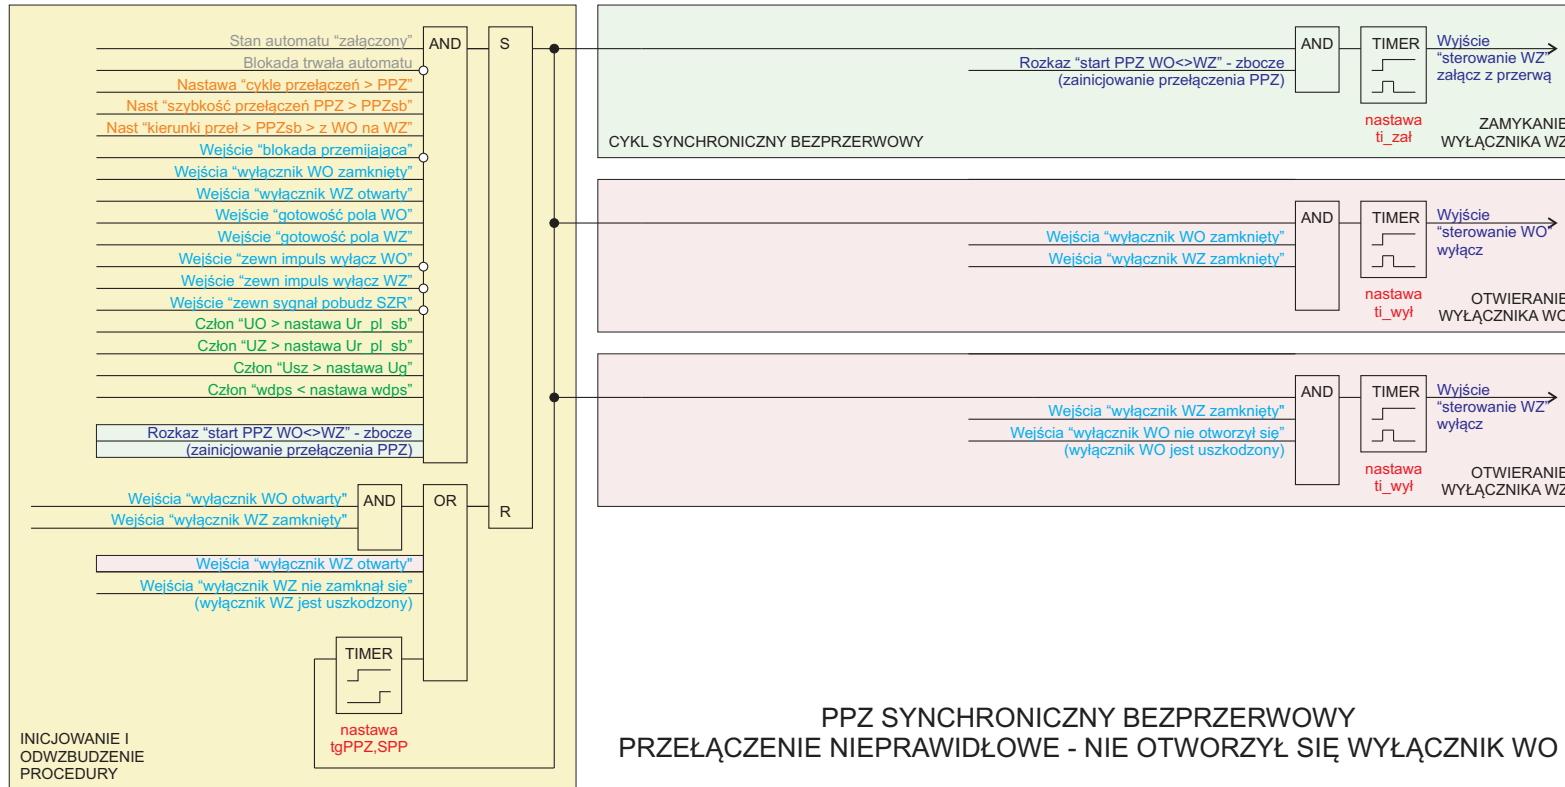 Stan automatu “załączony”
Blokada trwała automatu
Nastawa “cykle przełączeń > PPZ”
Nast “szybkość przełączeń PPZ > PPZsb”
Nast “kierunki przeł > PPZsb > z WO na WZ”
Wejście “blokada przemijająca”
Wejścia “wyłącznik WO zamknięty”
Wejścia “wyłącznik WZ otwarty”
Wejście “gotowość pola WO”
Wejście “gotowość pola WZ”
Wejście “zewn impuls wyłącz WO”
Wejście “zewn impuls wyłącz WZ”
Wejście “zewn sygnał pobudz SZR”
Człon “UO > nastawa Ur pl sb”
Człon “UZ > nastawa Ur pl sb”
Człon “Usz > nastawa Ug”
Człon “wdps < nastawa wdps”
Rozkaz “start PPZ WO<>WZ” - zbocze
(zainicjowanie przełączenia PPZ)
AND
S
Wejścia “wyłącznik WO otwarty”
Wejścia “wyłącznik WZ zamknięty”
AND
OR
R
Wejścia “wyłącznik WZ otwarty”
Wejścia “wyłącznik WZ nie zamknął się”
(wyłącznik WZ jest uszkodzony)
TIMER
nastawa
tgPPZ,SPP
INICJOWANIE I
ODWZBUDZENIE
PROCEDURY
Rozkaz “start PPZ WO<>WZ” - zbocze
(zainicjowanie przełączenia PPZ)
AND
TIMER
Wyjście
“sterowanie WZ”
załącz z przerwą
nastawa
ti_zał
CYKL SYNCHRONICZNY BEZPRZERWOWY
ZAMYKANIE
WYŁĄCZNIKA WZ
Wejścia “wyłącznik WO zamknięty”
Wejścia “wyłącznik WZ zamknięty”
AND
TIMER
Wyjście
“sterowanie WO”
wyłącz
nastawa
ti_wył
OTWIERANIE
WYŁĄCZNIKA WO
Wejścia “wyłącznik WZ zamknięty”
Wejścia “wyłącznik WO nie otworzył się”
(wyłącznik WO jest uszkodzony)
AND
TIMER
Wyjście
“sterowanie WZ”
wyłącz
nastawa
ti_wył
OTWIERANIE
WYŁĄCZNIKA WZ
PPZ SYNCHRONICZNY BEZPRZERWOWY
PRZEŁĄCZENIE NIEPRAWIDŁOWE - NIE OTWORZYŁ SIĘ WYŁĄCZNIK WO